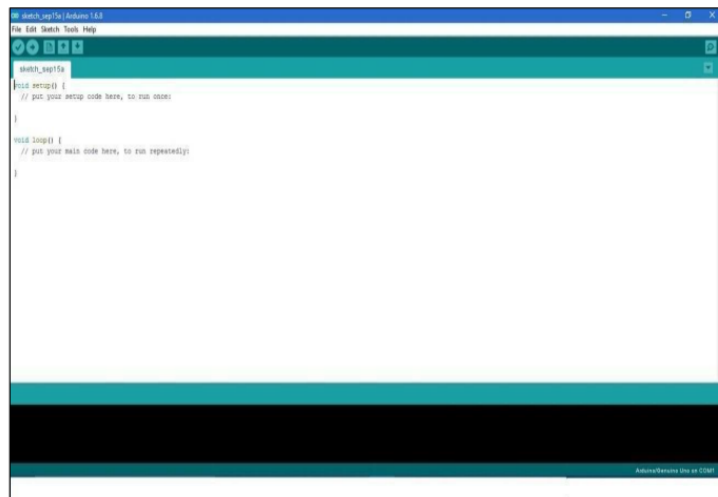 sketch_sep15a | Arduino 1.6.8
File Edit Sketch Tools Help
sketch_sep15a
void setup() {
// put your setup code here, to run once:
}
void loop() {
// put your main code here, to run repeatedly:
}
Arduino/Genuino Uno on COM1